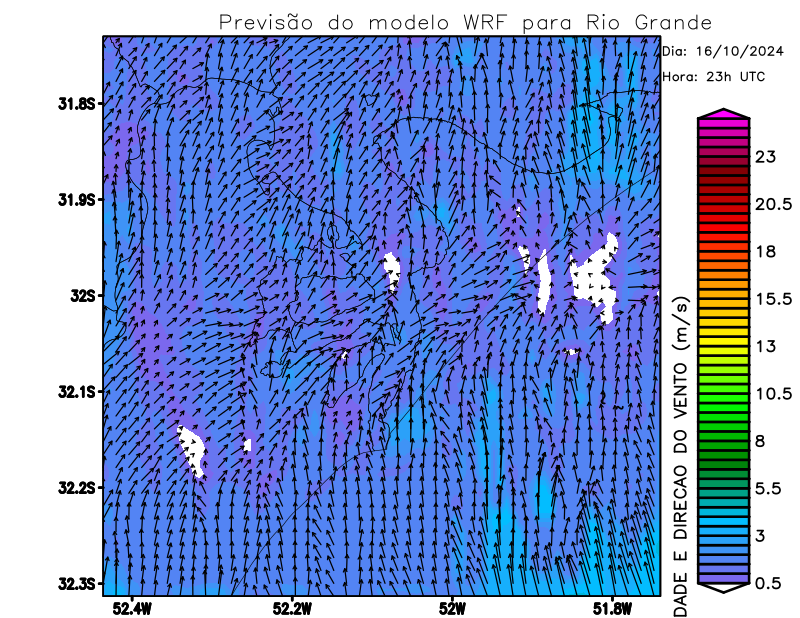 Previsão do modelo WRF para Rio Grande
Dia: 16/10/2024
Hora: 23h UTC
31.8S
31.9S
32S
32.1S
32.2S
32.3S
52.4W
52.2W
52W
51.8W
23
20.5
18
15.5
13
10.5
8
5.5
3
0.5
DADE E DIRECAO DO VENTO (m/s)